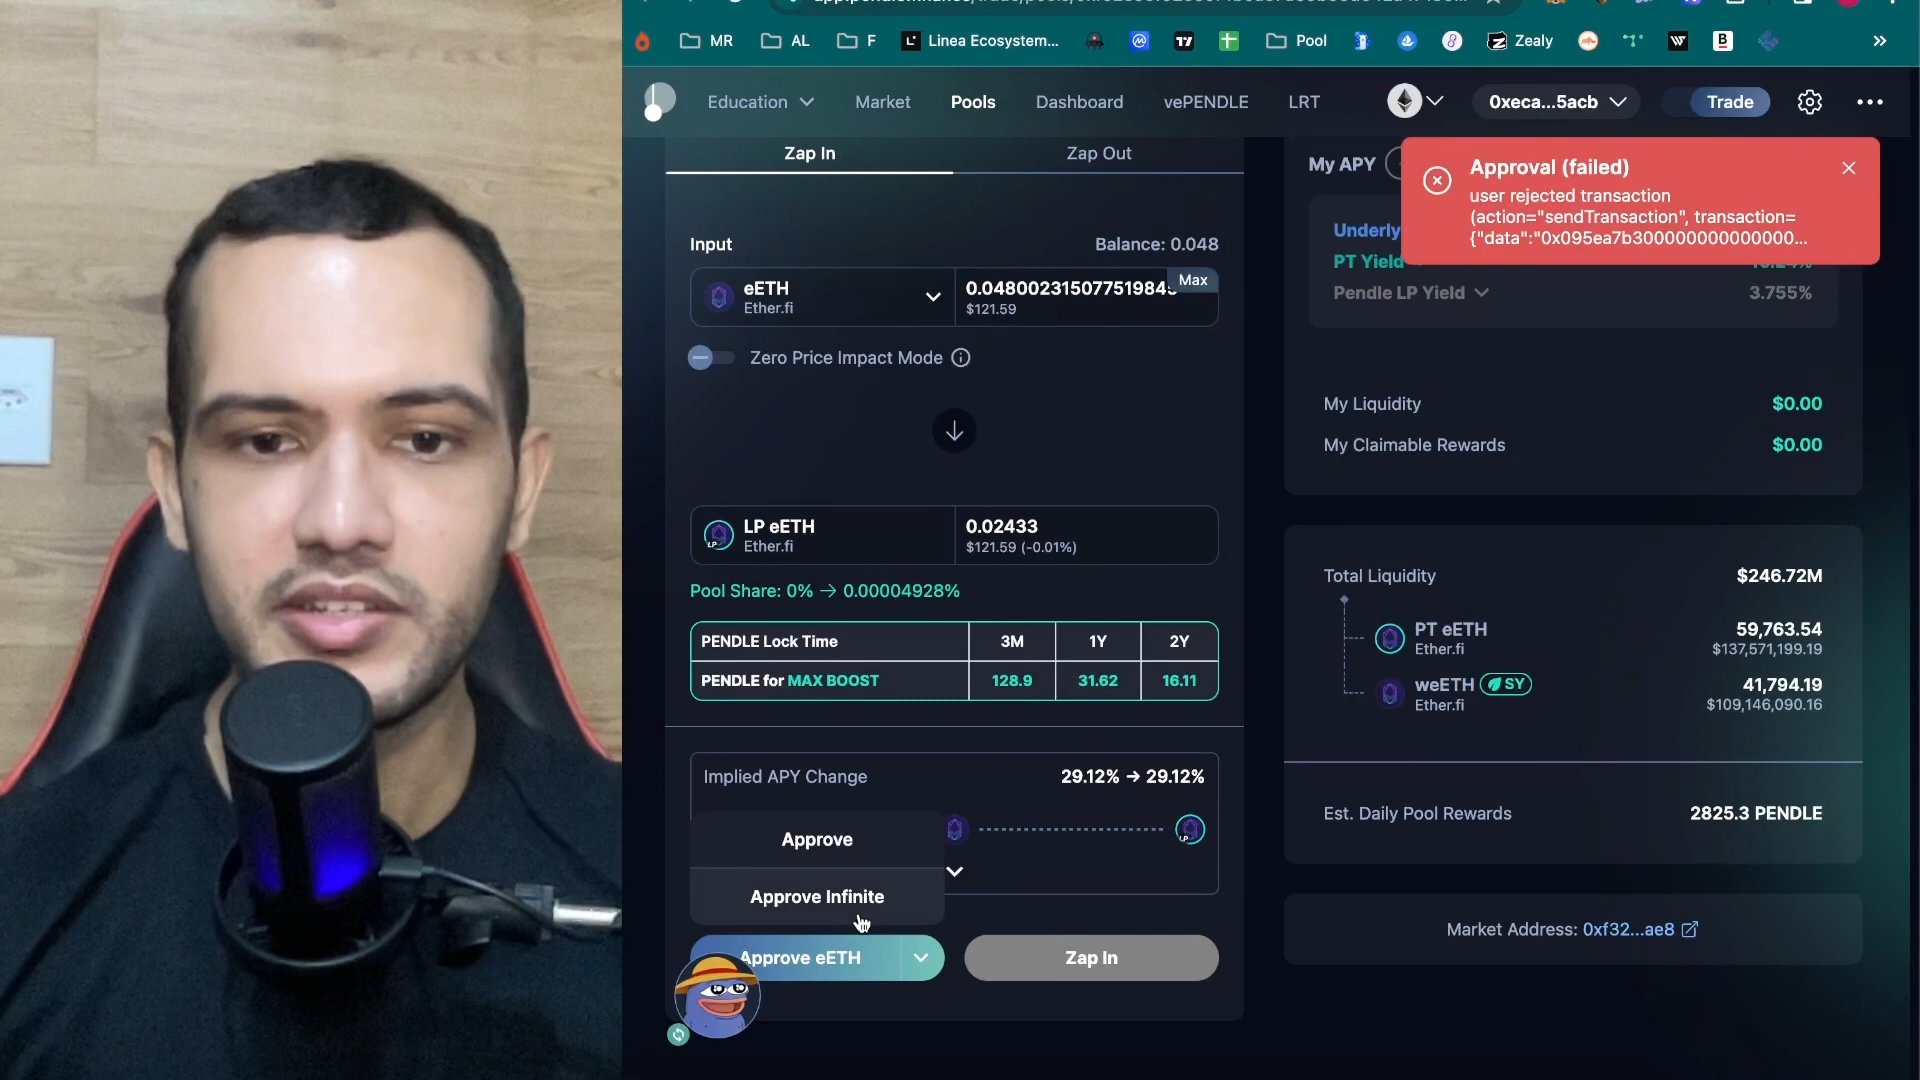 MR
AL
F
Linea Ecosystem...
Pool
Zealy
Education
Market
Pools
Dashboard
vePENDLE
LRT
0xeca...5acb
Trade
Zap In
Zap Out
Input
Balance: 0.048
eETH
Ether.fi
$121.59
Max
Zero Price Impact Mode
LP eETH
Ether.fi
0.02433
$121.59 (-0.01%)
Pool Share: 0% → 0.00004928%
PENDLE Lock Time 3M 1Y 2Y
PENDLE for MAX BOOST 128.9 31.62 16.11
Implied APY Change 29.12% → 29.12%
Approve
Approve Infinite
Approve eETH
Zap In
My APY
Approval (failed)
user rejected transaction
(action="sendTransaction", transaction=
{"data":"0x095ea7b300000000000000...
Underly
PT Yield
Pendle LP Yield 3.755%
My Liquidity $0.00
My Claimable Rewards $0.00
Total Liquidity $246.72M
PT eETH 59,763.54
Ether.fi $137,571,199.19
weETH SY 41,794.19
Ether.fi $109,146,090.16
Est. Daily Pool Rewards 2825.3 PENDLE
Market Address: 0xf32...ae8